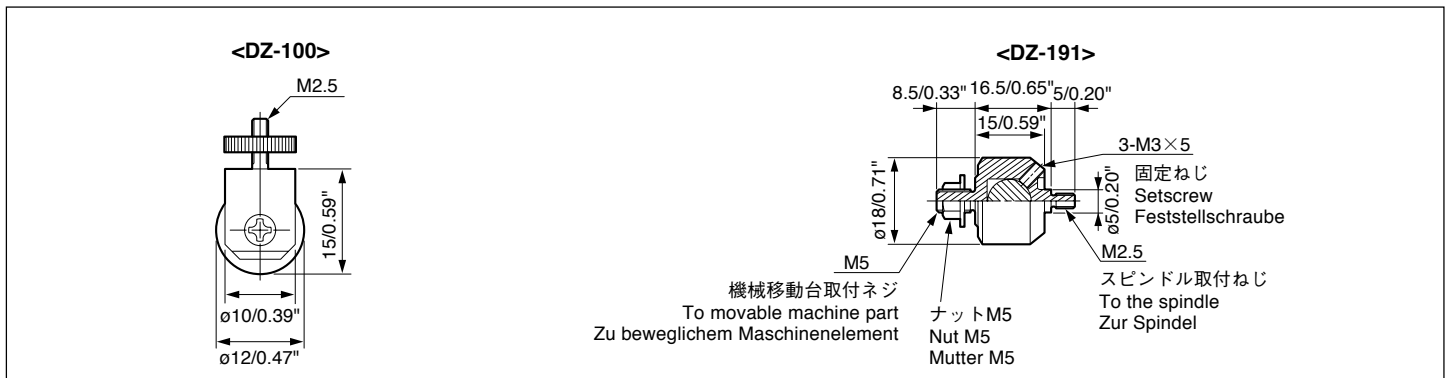 <DZ-100>
M2.5
15/0.59"
ø10/0.39"
ø12/0.47"
<DZ-191>
8.5/0.33" 16.5/0.65" 5/0.20"
15/0.59"
3-M3×5
固定ねじ
Setscrew
Feststellschraube
ø18/0.71"
ø5/0.20"
M5
機械移動台取付ネジ
To movable machine part
Zu beweglichem Maschinenelement
ナットM5
Nut M5
Mutter M5
M2.5
スピンドル取付ねじ
To the spindle
Zur Spindel